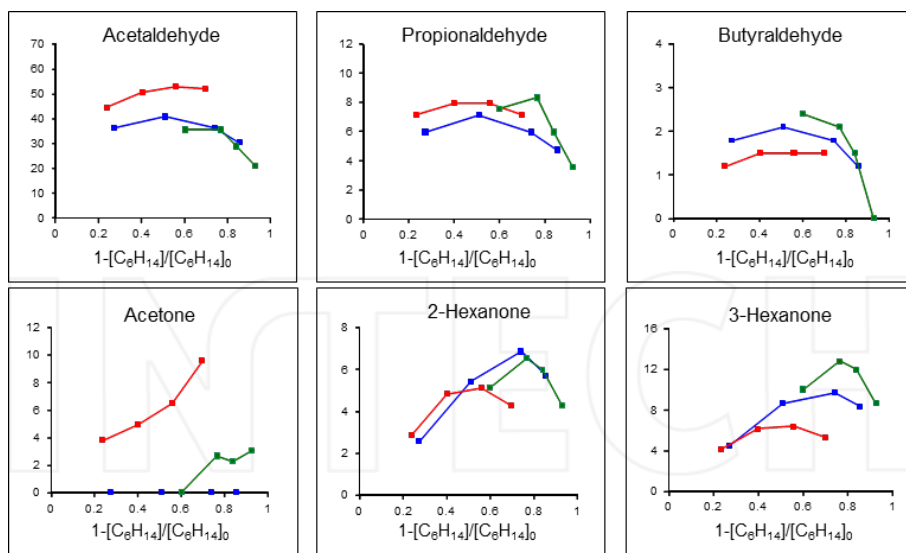 Acetaldehyde
70
60
50
40
30
20
10
0
0 0.2 0.4 0.6 0.8 1
1-[C₆H₁₄]/[C₆H₁₄]₀
Propionaldehyde
12
10
8
6
4
2
0
0 0.2 0.4 0.6 0.8 1
1-[C₆H₁₄]/[C₆H₁₄]₀
Butyraldehyde
4
3
2
1
0
0 0.2 0.4 0.6 0.8 1
1-[C₆H₁₄]/[C₆H₁₄]₀
Acetone
12
10
8
6
4
2
0
0 0.2 0.4 0.6 0.8 1
1-[C₆H₁₄]/[C₆H₁₄]₀
2-Hexanone
8
6
4
2
0
0 0.2 0.4 0.6 0.8 1
1-[C₆H₁₄]/[C₆H₁₄]₀
3-Hexanone
16
12
8
4
0
0 0.2 0.4 0.6 0.8 1
1-[C₆H₁₄]/[C₆H₁₄]₀
INTECH